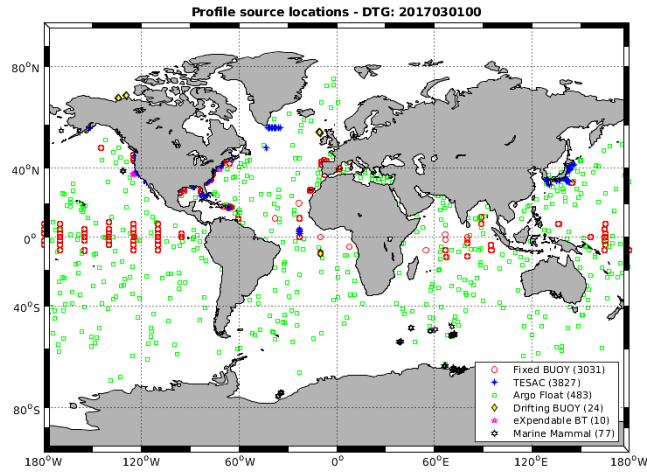 Profile source locations - DTG: 2017030100
80°N
40°N
0°
40°S
80°S
180°W
120°W
60°W
0°
60°E
120°E
180°W
Fixed BUOY (3031)
TESAC (3827)
Argo Float (483)
Drifting BUOY (24)
eXpendable BT (10)
Marine Mammal (77)